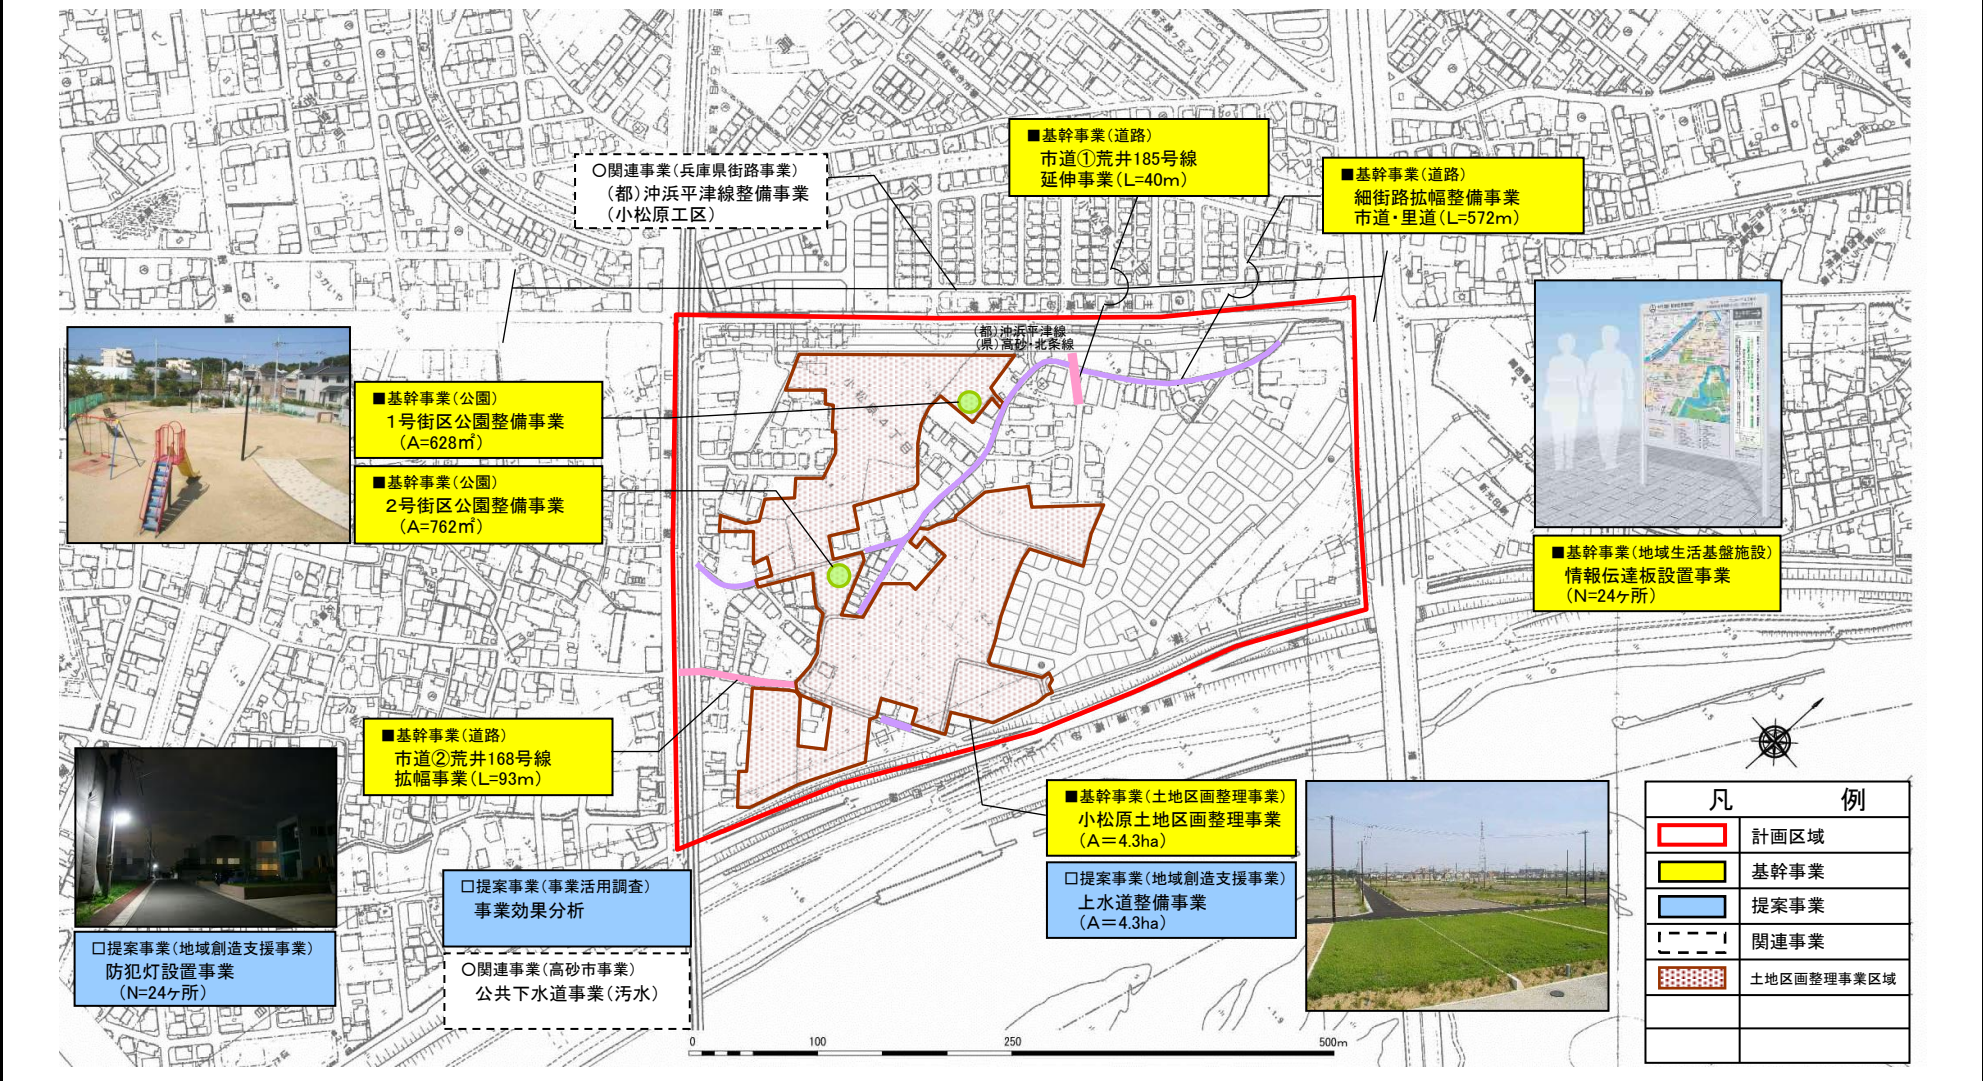 ○関連事業(兵庫県街路事業)
(都)沖浜平津線整備事業
(小松原工区)
■基幹事業(道路)
市道①荒井185号線
延伸事業(L=40m)
■基幹事業(道路)
細街路拡幅整備事業
市道・里道(L=572m)
(都)沖浜平津線
(県)高砂・北条線
小松原4丁目
■基幹事業(公園)
1号街区公園整備事業
(A=628㎡)
■基幹事業(公園)
2号街区公園整備事業
(A=762㎡)
■基幹事業(地域生活基盤施設)
情報伝達板設置事業
(N=24ヶ所)
■基幹事業(道路)
市道②荒井168号線
拡幅事業(L=93m)
■基幹事業(土地区画整理事業)
小松原土地区画整理事業
(A=4.3ha)
□提案事業(地域創造支援事業)
上水道整備事業
(A=4.3ha)
□提案事業(事業活用調査)
事業効果分析
○関連事業(高砂市事業)
公共下水道事業(汚水)
□提案事業(地域創造支援事業)
防犯灯設置事業
(N=24ヶ所)
凡 例
計画区域
基幹事業
提案事業
関連事業
土地区画整理事業区域
0 100 250 500m